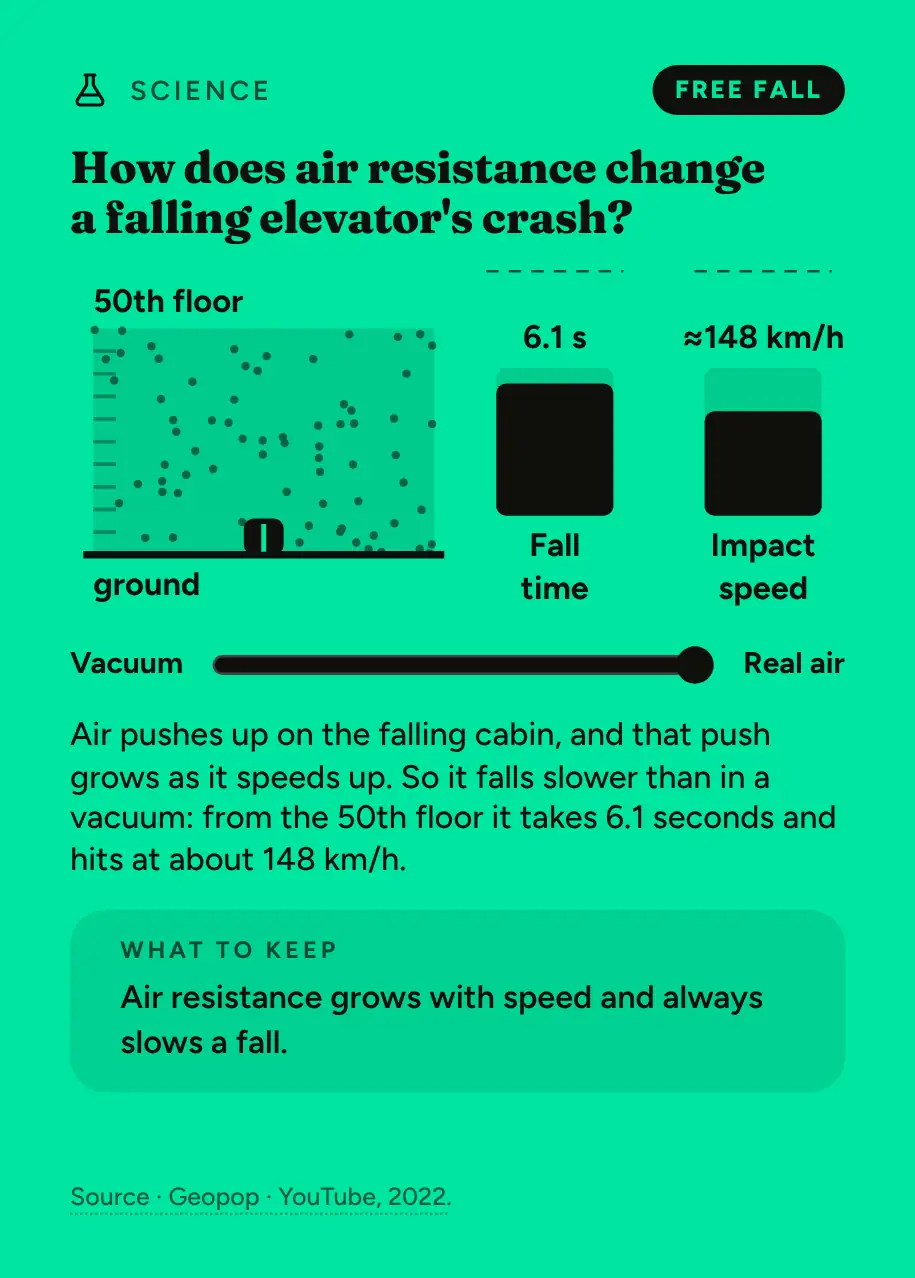 SCIENCE
FREE FALL
How does air resistance change
a falling elevator's crash?
50th floor
ground
6.1 s
Fall
time
≈148 km/h
Impact
speed
Vacuum
Real air
Air pushes up on the falling cabin, and that push
grows as it speeds up. So it falls slower than in a
vacuum: from the 50th floor it takes 6.1 seconds and
hits at about 148 km/h.
WHAT TO KEEP
Air resistance grows with speed and always
slows a fall.
Source · Geopop · YouTube, 2022.